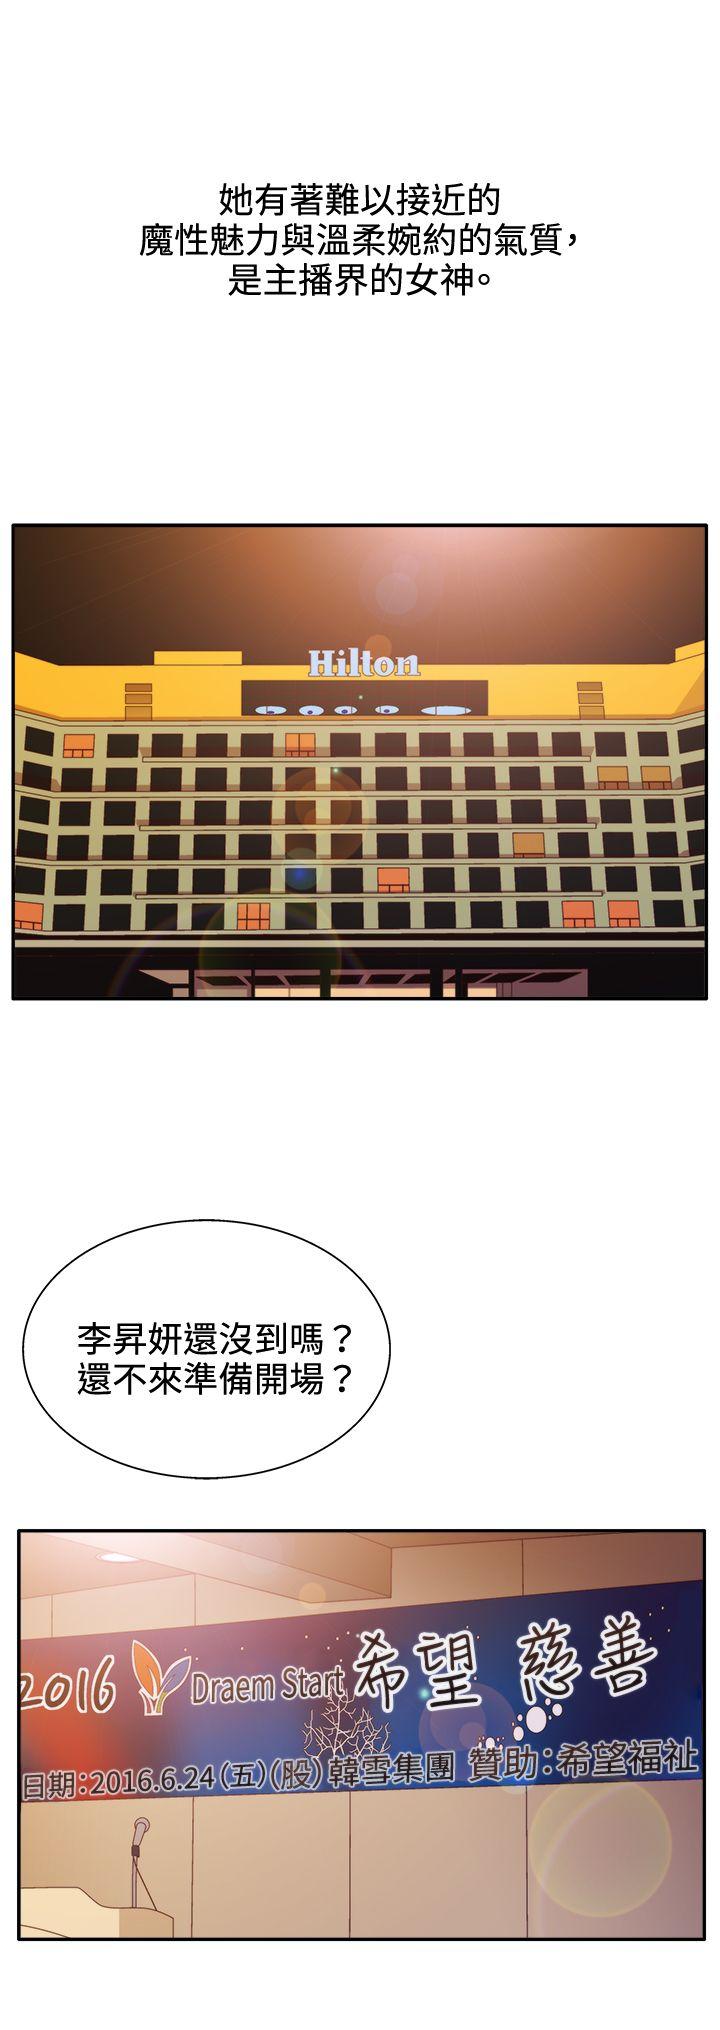 她有著難以接近的
魔性魅力與溫柔婉約的氣質，
是主播界的女神。
Hilton
李昇妍還沒到嗎？
還不來準備開場？
2016 Draem Start 希望 慈善
日期：2016.6.24（五）（股）韓雪集團 贊助：希望福祉